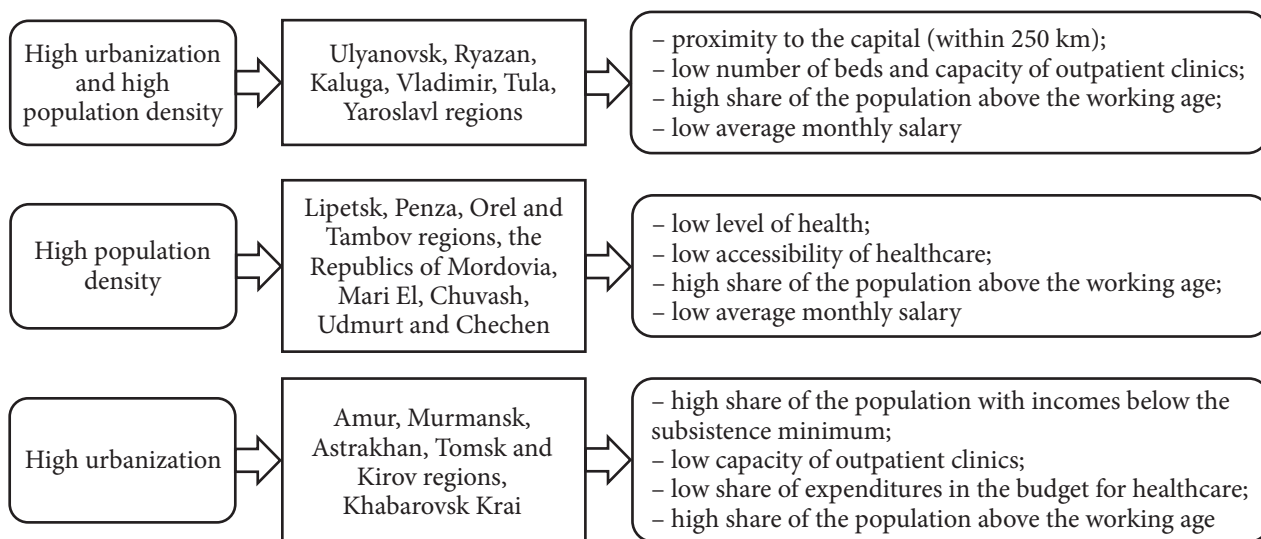 High urbanization
and high
population density
Ulyanovsk, Ryazan,
Kaluga, Vladimir, Tula,
Yaroslavl regions
– proximity to the capital (within 250 km);
– low number of beds and capacity of outpatient clinics;
– high share of the population above the working age;
– low average monthly salary
High population
density
Lipetsk, Penza, Orel and
Tambov regions, the
Republics of Mordovia,
Mari El, Chuvash,
Udmurt and Chechen
– low level of health;
– low accessibility of healthcare;
– high share of the population above the working age;
– low average monthly salary
High urbanization
Amur, Murmansk,
Astrakhan, Tomsk and
Kirov regions,
Khabarovsk Krai
– high share of the population with incomes below the
subsistence minimum;
– low capacity of outpatient clinics;
– low share of expenditures in the budget for healthcare;
– high share of the population above the working age